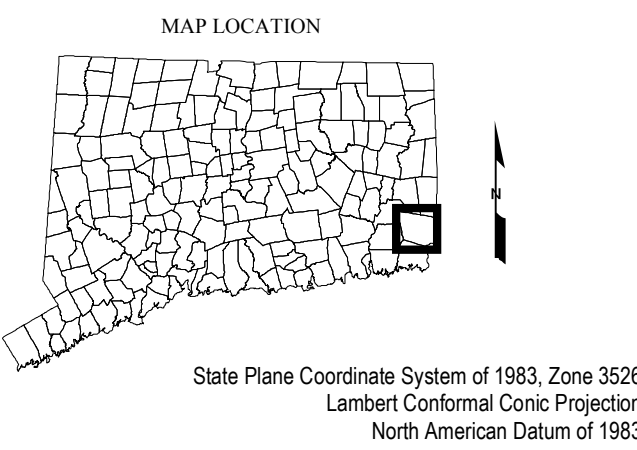 MAP LOCATION
N
State Plane Coordinate System of 1983, Zone 3526
Lambert Conformal Conic Projection
North American Datum of 1983